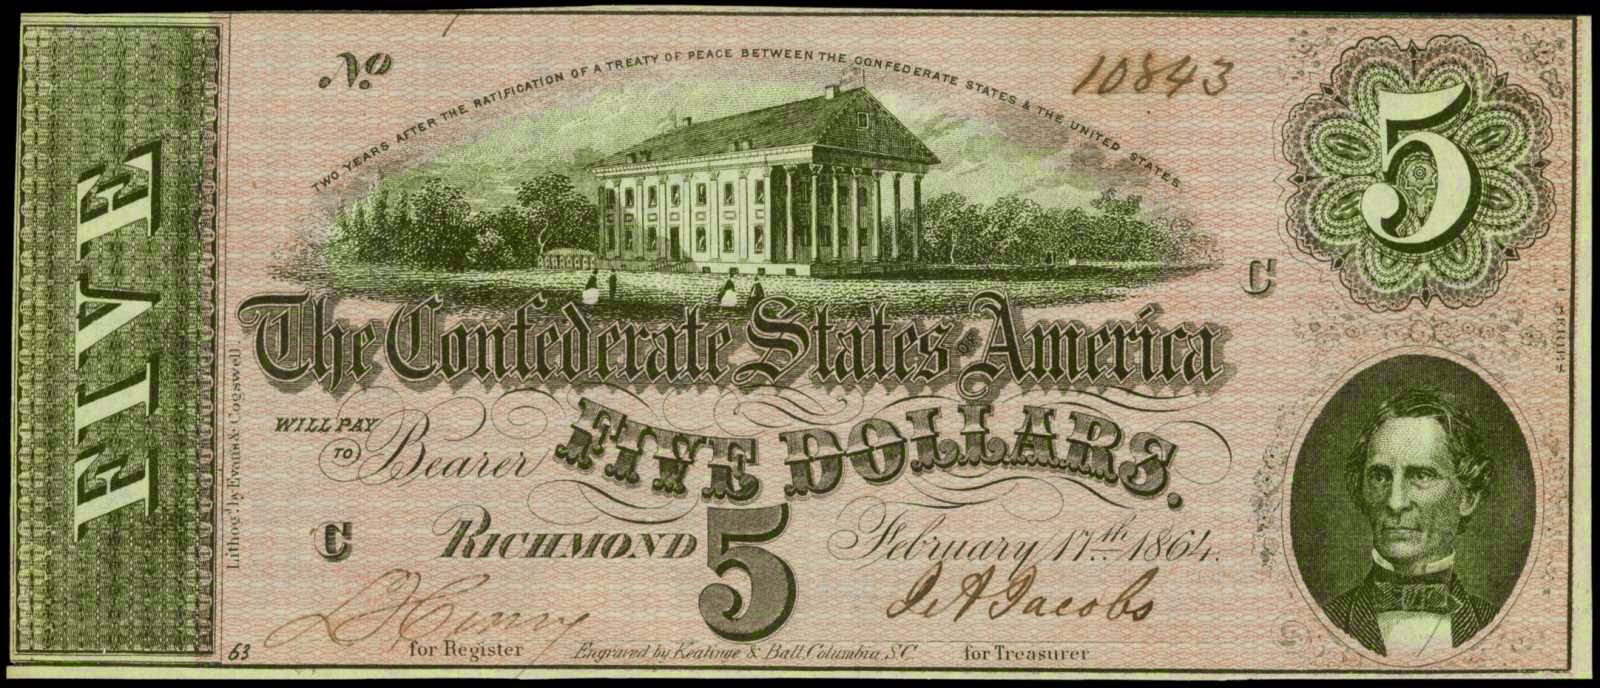 No 10843
TWO YEARS AFTER THE RATIFICATION OF A TREATY OF PEACE BETWEEN THE CONFEDERATE STATES & THE UNITED STATES
5
FIVE
C
The Confederate States OF America
WILL PAY
TO Bearer FIVE DOLLARS.
C
RICHMOND 5 February 17th 1864.
Jacobs
63 for Register Engraved by Keatinge & Ball, Columbia, S.C for Treasurer
Lithog'd by Evans & Cogswell